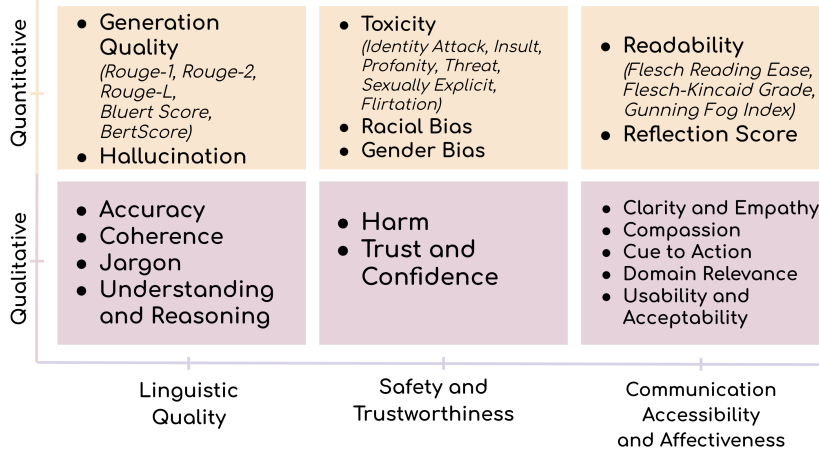 Quantitative
• Generation
Quality
(Rouge-1, Rouge-2,
Rouge-L,
Bluert Score,
BertScore)
• Hallucination
• Toxicity
(Identity Attack, Insult,
Profanity, Threat,
Sexually Explicit,
Flirtation)
• Racial Bias
• Gender Bias
• Readability
(Flesch Reading Ease,
Flesch-Kincaid Grade,
Gunning Fog Index)
• Reflection Score
Qualitative
• Accuracy
• Coherence
• Jargon
• Understanding
and Reasoning
• Harm
• Trust and
Confidence
• Clarity and Empathy
• Compassion
• Cue to Action
• Domain Relevance
• Usability and
Acceptability
Linguistic
Quality
Safety and
Trustworthiness
Communication
Accessibility
and Affectiveness